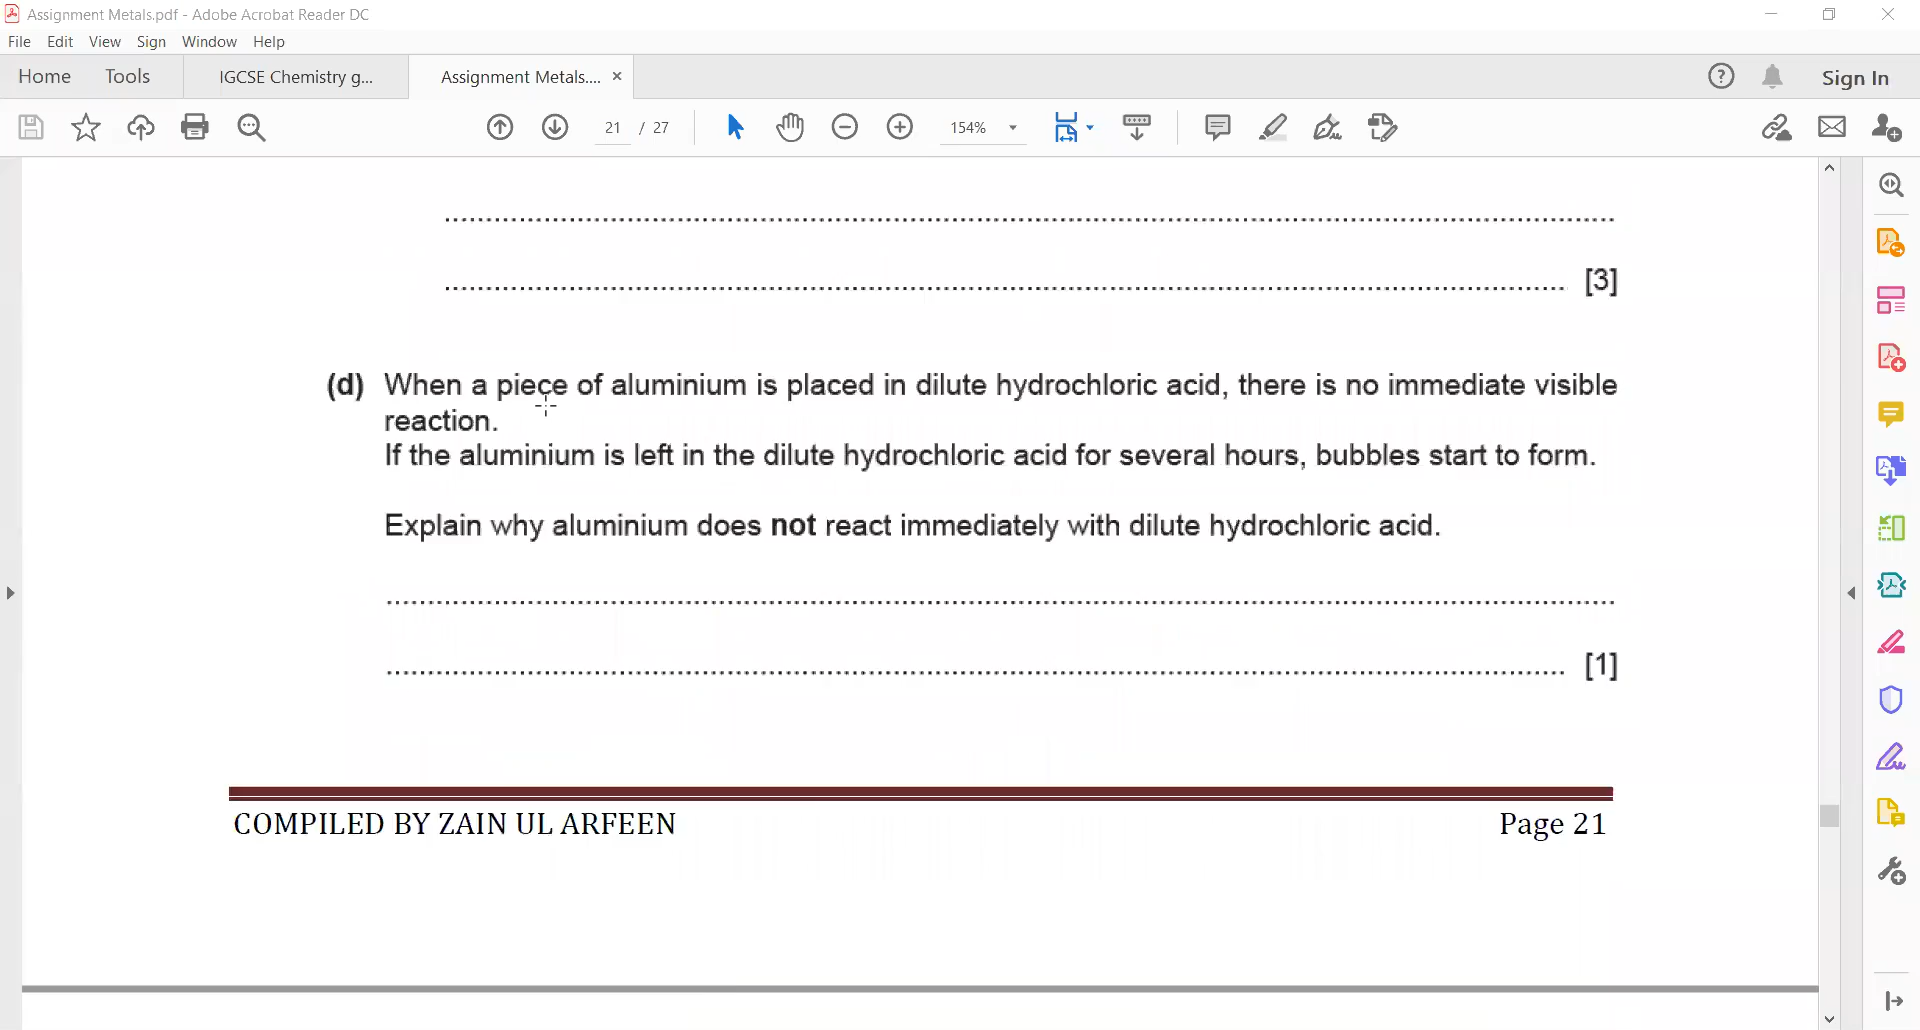 Assignment Metals.pdf - Adobe Acrobat Reader DC
File Edit View Sign Window Help
Home Tools IGCSE Chemistry g... Assignment Metals.... × ? Sign In
21 / 27 154%
.................................................................................................................
................................................................................................................. [3]
(d) When a piece of aluminium is placed in dilute hydrochloric acid, there is no immediate visible
reaction.
If the aluminium is left in the dilute hydrochloric acid for several hours, bubbles start to form.
Explain why aluminium does not react immediately with dilute hydrochloric acid.
.................................................................................................................
................................................................................................................. [1]
COMPILED BY ZAIN UL ARFEEN Page 21